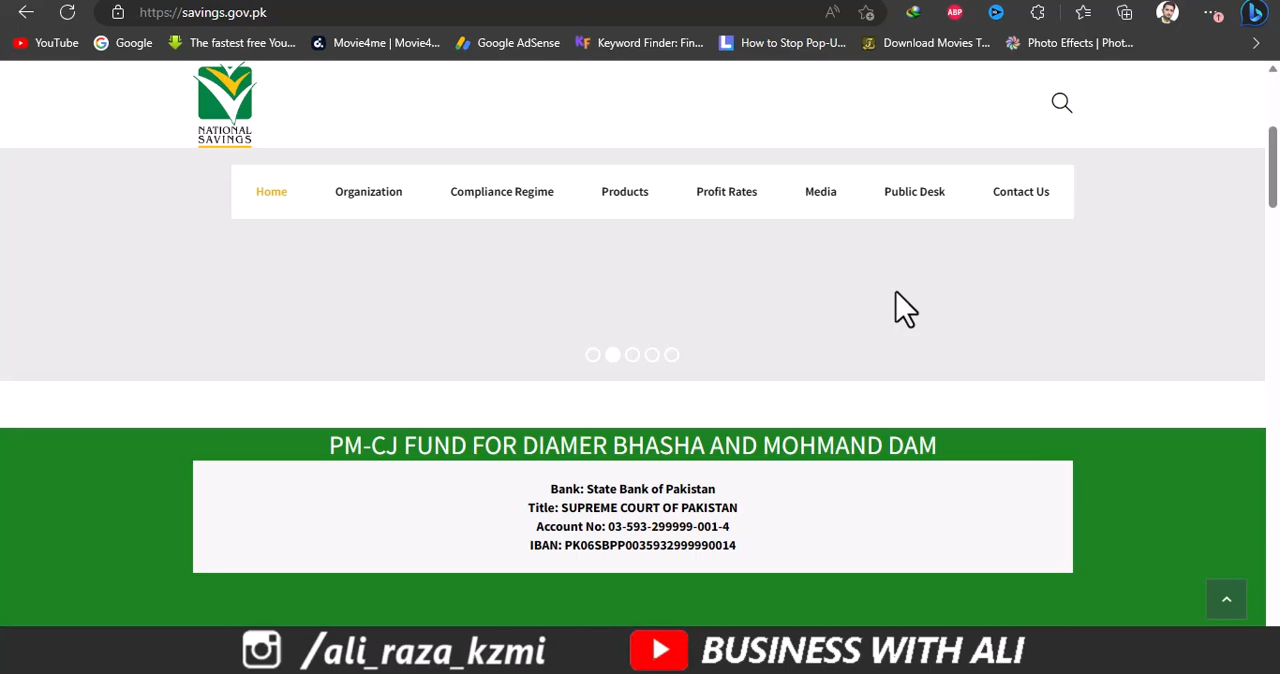 https://savings.gov.pk
ABP
YouTube
Google
The fastest free You...
Movie4me | Movie4...
Google AdSense
Keyword Finder: Fin...
How to Stop Pop-U...
Download Movies T...
Photo Effects | Phot...
NATIONAL
SAVINGS
Home
Organization
Compliance Regime
Products
Profit Rates
Media
Public Desk
Contact Us
PM-CJ FUND FOR DIAMER BHASHA AND MOHMAND DAM
Bank: State Bank of Pakistan
Title: SUPREME COURT OF PAKISTAN
Account No: 03-593-299999-001-4
IBAN: PK06SBPP0035932999990014
/ali_raza_kzmi
BUSINESS WITH ALI